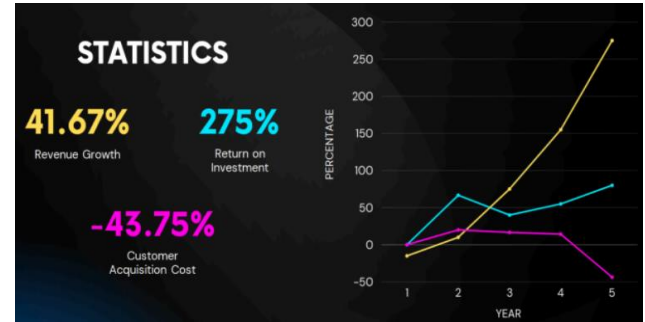 STATISTICS
41.67%
Revenue Growth
275%
Return on
Investment
-43.75%
Customer
Acquisition Cost
PERCENTAGE
300
250
200
150
100
50
0
-50
1 2 3 4 5
YEAR